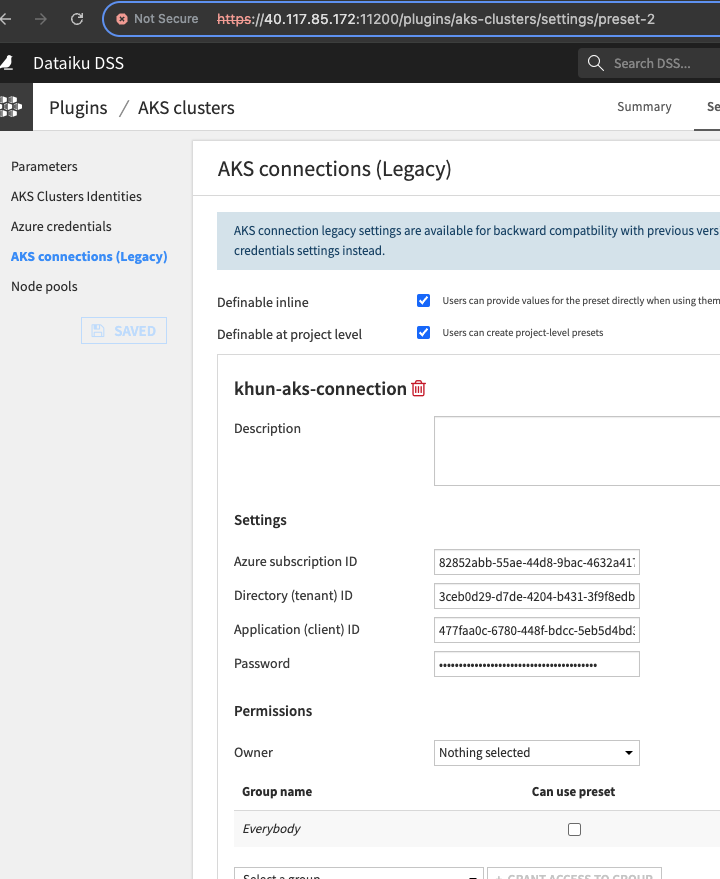 Not Secure https://40.117.85.172:11200/plugins/aks-clusters/settings/preset-2
Dataiku DSS
Search DSS...
Plugins / AKS clusters
Summary
Se
Parameters
AKS Clusters Identities
Azure credentials
AKS connections (Legacy)
Node pools
SAVED
AKS connections (Legacy)
AKS connection legacy settings are available for backward compatbility with previous vers
credentials settings instead.
Definable inline
Users can provide values for the preset directly when using them
Definable at project level
Users can create project-level presets
khun-aks-connection
Description
Settings
Azure subscription ID
82852abb-55ae-44d8-9bac-4632a417
Directory (tenant) ID
3ceb0d29-d7de-4204-b431-3f9f8edb
Application (client) ID
477faa0c-6780-448f-bdcc-5eb5d4bd3
Password
Permissions
Owner
Nothing selected
Group name
Can use preset
Everybody
Select a group
+ GRANT ACCESS TO GROUP